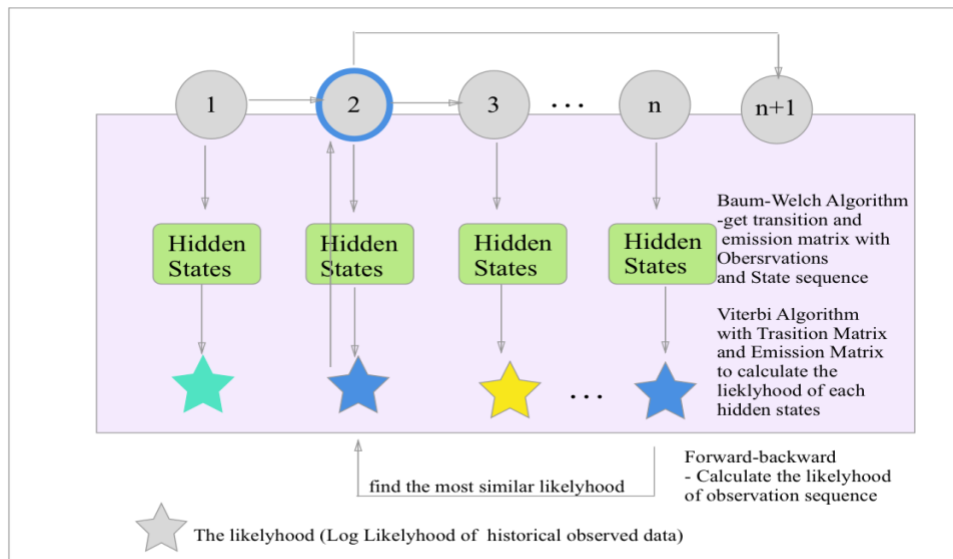 1
2
3
...
n
n+1
Hidden
States
Hidden
States
Hidden
States
Hidden
States
Baum-Welch Algorithm
-get transition and
emission matrix with
Obersrvations
and State sequence
Viterbi Algorithm
with Trasition Matrix
and Emission Matrix
to calculate the
lieklyhood of each
hidden states
...
find the most similar likelyhood
Forward-backward
- Calculate the likelyhood
of observation sequence
The likelyhood (Log Likelyhood of historical observed data)